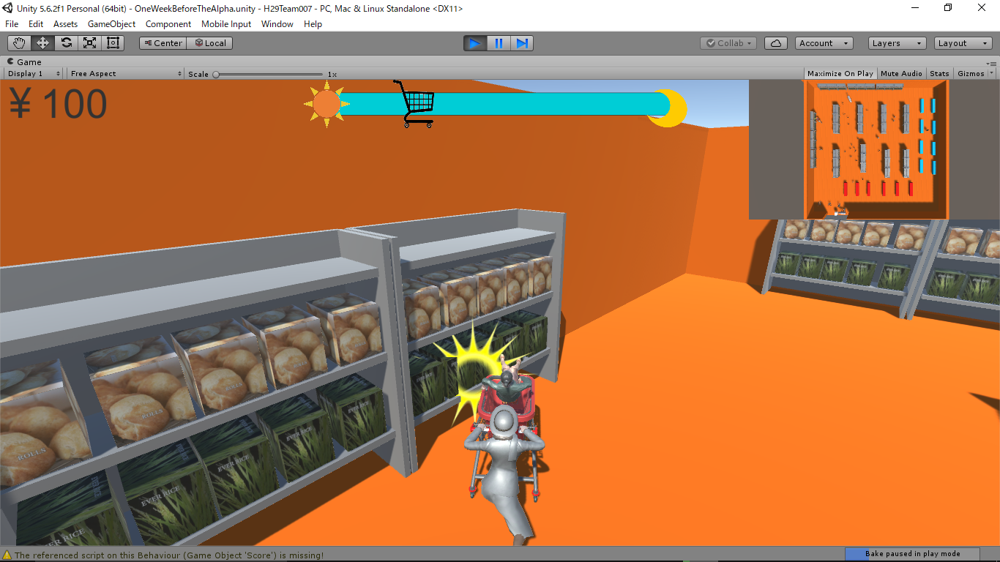 Unity 5.6.2f1 Personal (64bit) - OneWeekBeforeTheAlpha.unity - H29Team007 - PC, Mac & Linux Standalone <DX11>
File Edit Assets GameObject Component Mobile Input Window Help
Center Local Collab Account Layers Layout
Game
Display 1 Free Aspect Scale 1x Maximize On Play Mute Audio Stats Gizmos
¥ 100
ROLLS
ROLLS
ROLLS
ROLLS
EVER RICE
EVER RICE
EVER RICE
EVER RICE
The referenced script on this Behaviour (Game Object 'Score') is missing!
Bake paused in play mode